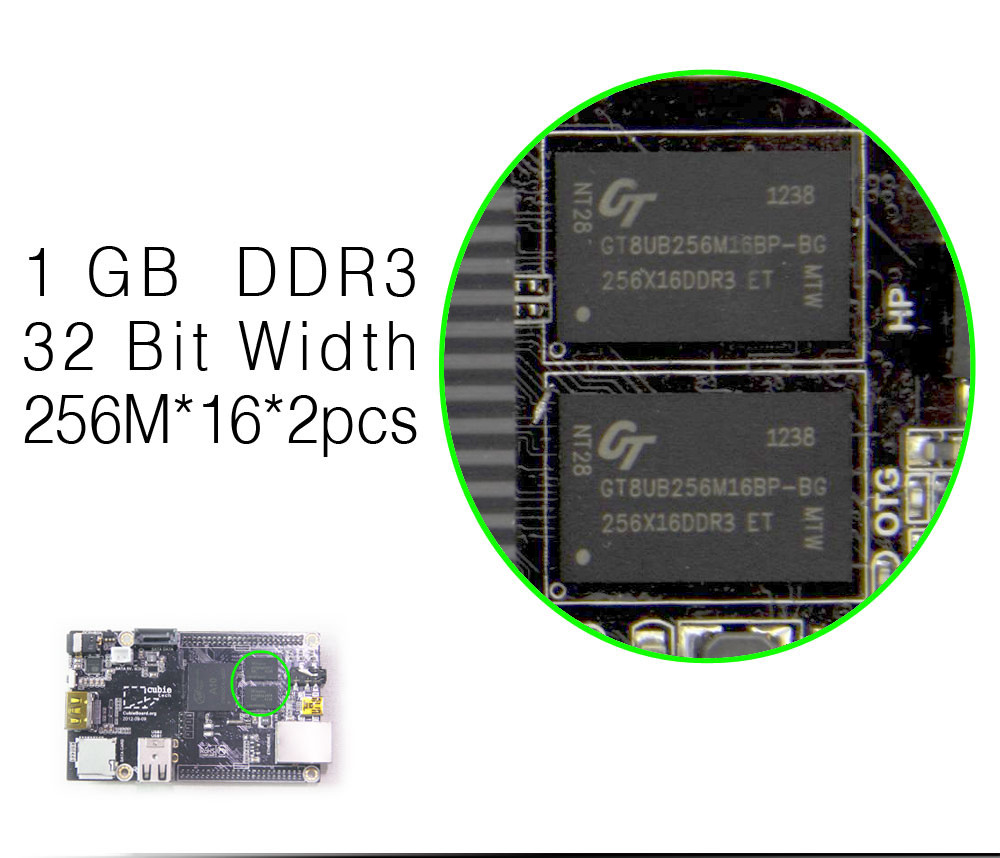 1 GB DDR3
32 Bit Width
256M*16*2pcs
NT28
GT
1238
GT8UB256M16BP-BG
256X16DDR3 ET
MTW
HP
NT28
GT
1238
GT8UB256M16BP-BG
256X16DDR3 ET
MTW
OTG
cubie
tech
CubieBoard.org
2012-09-09
A10